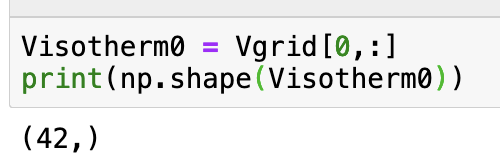 Visotherm0 = Vgrid[0,:]
print(np.shape(Visotherm0))
(42,)